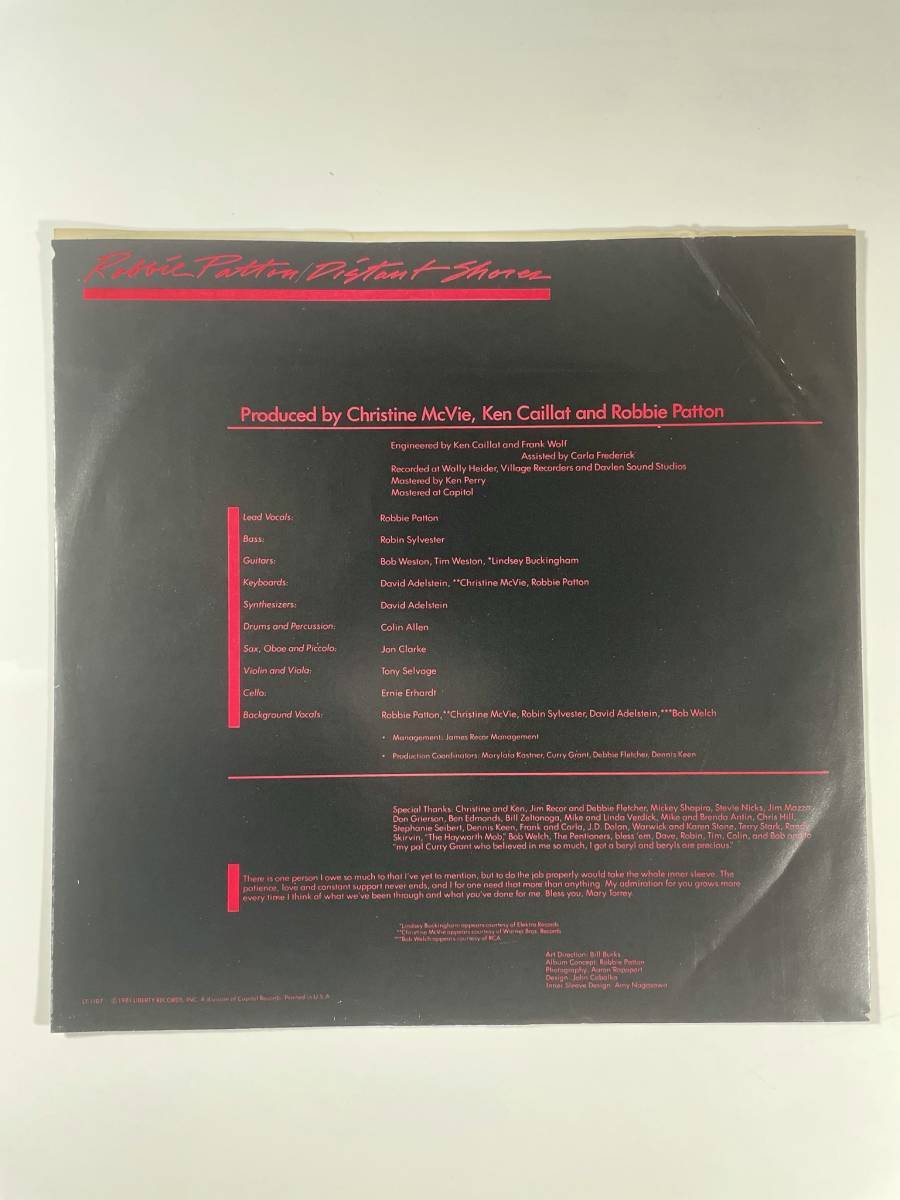 Robbie Patton/Distant Shores
Produced by Christine McVie, Ken Caillat and Robbie Patton
Engineered by Ken Caillat and Frank Wolf
Assisted by Carla Frederick
Recorded at Wally Heider, Village Recorders and Davlen Sound Studios
Mastered by Ken Perry
Mastered at Capitol
Lead Vocals: Robbie Patton
Bass: Robin Sylvester
Guitars: Bob Weston, Tim Weston, *Lindsey Buckingham
Keyboards: David Adelstein, **Christine McVie, Robbie Patton
Synthesizers: David Adelstein
Drums and Percussion: Colin Allen
Sax, Oboe and Piccolo: Jon Clarke
Violin and Viola: Tony Selvage
Cello: Ernie Erhardt
Background Vocals: Robbie Patton,**Christine McVie, Robin Sylvester, David Adelstein,***Bob Welch
• Management: James Recor Management
• Production Coordinators: Marylata Kastner, Curry Grant, Debbie Fletcher, Dennis Keen
Special Thanks: Christine and Ken, Jim Recor and Debbie Fletcher, Mickey Shapiro, Stevie Nicks, Jim Mazza,
Don Grierson, Ben Edmonds, Bill Zeltonoga, Mike and Linda Verdick, Mike and Brenda Antin, Chris Hill,
Stephanie Seibert, Dennis Keen, Frank and Carla, J.D. Dolan, Warwick and Karen Stone, Terry Stark, Randy
Skirvin, "The Hayworth Mob," Bob Welch, The Pentioners, bless 'em, Dave, Robin, Tim, Colin, and Bob and to
"my pal Curry Grant who believed in me so much, I got a beryl and beryls are precious."
There is one person I owe so much to that I've yet to mention, but to do the job properly would take the whole inner sleeve. The
patience, love and constant support never ends, and I for one need that more than anything. My admiration for you grows more
every time I think of what we've been through and what you've done for me. Bless you, Mary Torrey.
*Lindsey Buckingham appears courtesy of Elektra Records
**Christine McVie appears courtesy of Warner Bros. Records
***Bob Welch appears courtesy of RCA
Art Direction: Bill Burks
Album Concept: Robbie Patton
Photography: Aaron Rapoport
Design: John Cabalka
Inner Sleeve Design: Amy Nagasawa
LT-1107 ©1981 LIBERTY RECORDS, INC. A division of Capitol Records. Printed in U.S.A.